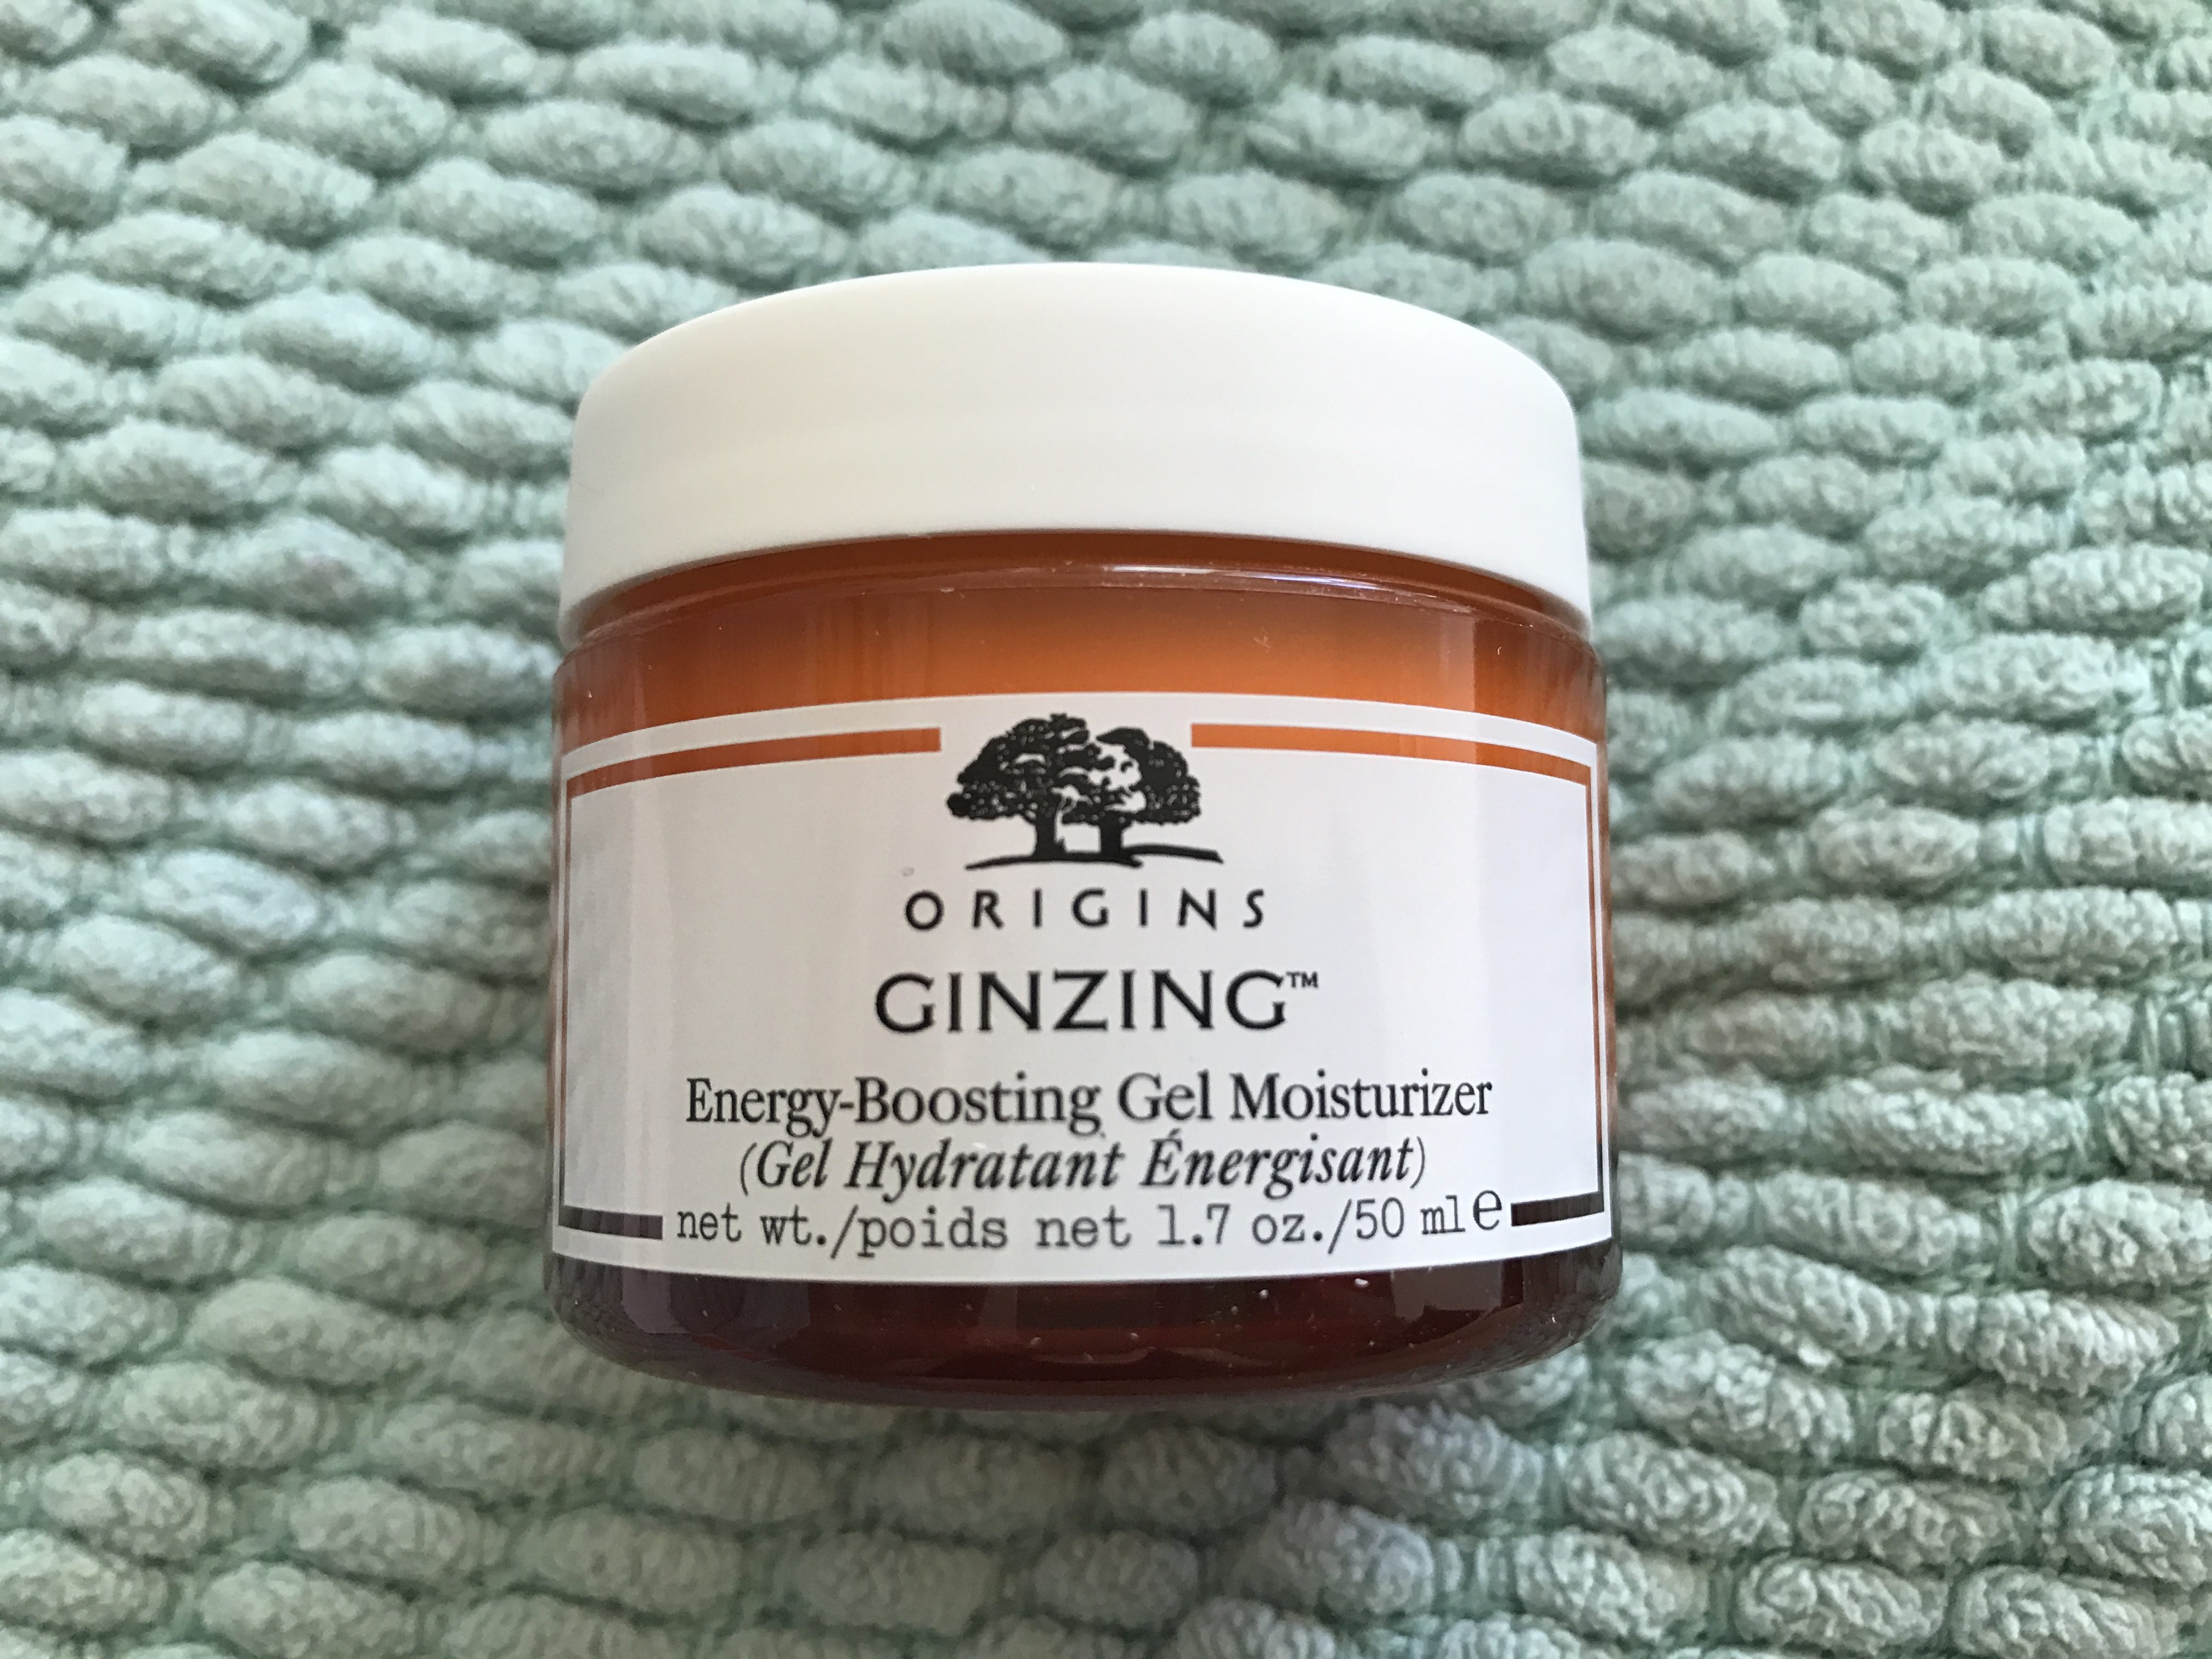 ORIGINS
GINZING™
Energy-Boosting Gel Moisturizer
(Gel Hydratant Énergisant)
net wt./poids net 1.7 oz./50 ml e